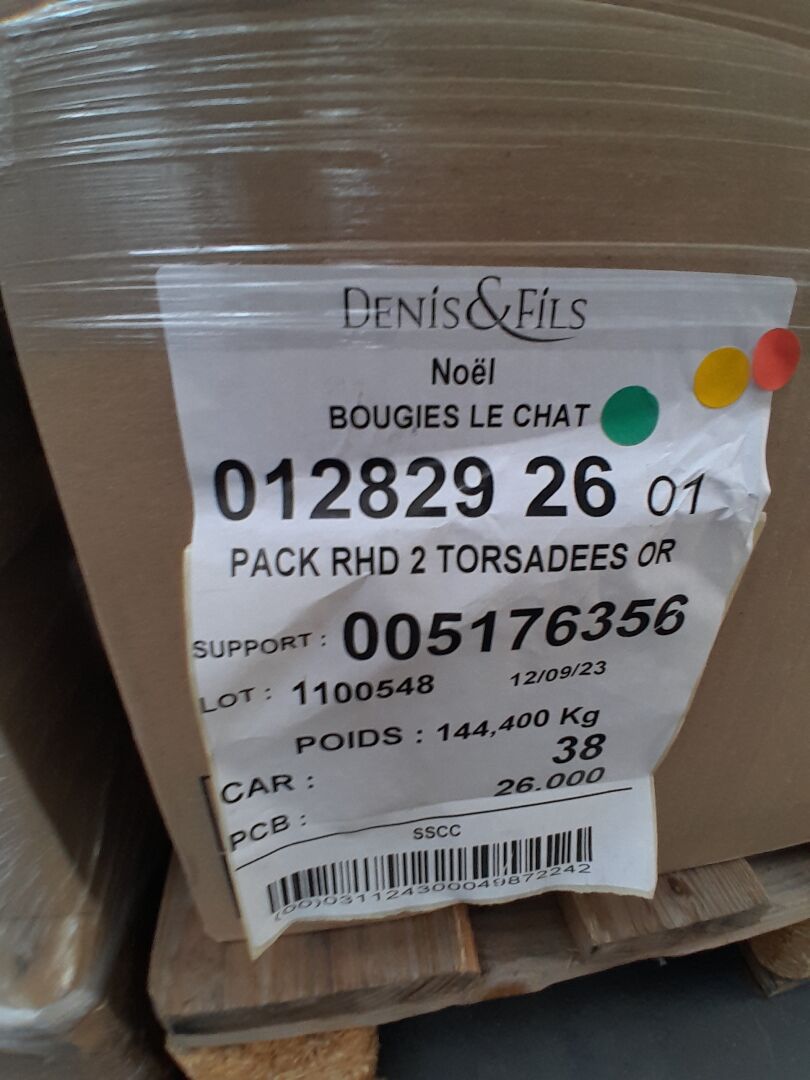 DENIS&FILS
Noël
BOUGIES LE CHAT
012829 26 01
PACK RHD 2 TORSADEES OR
SUPPORT : 005176356
LOT : 1100548 12/09/23
POIDS : 144,400 Kg
CAR : 38
PCB : 26.000
SSCC
(00)031124300049872242